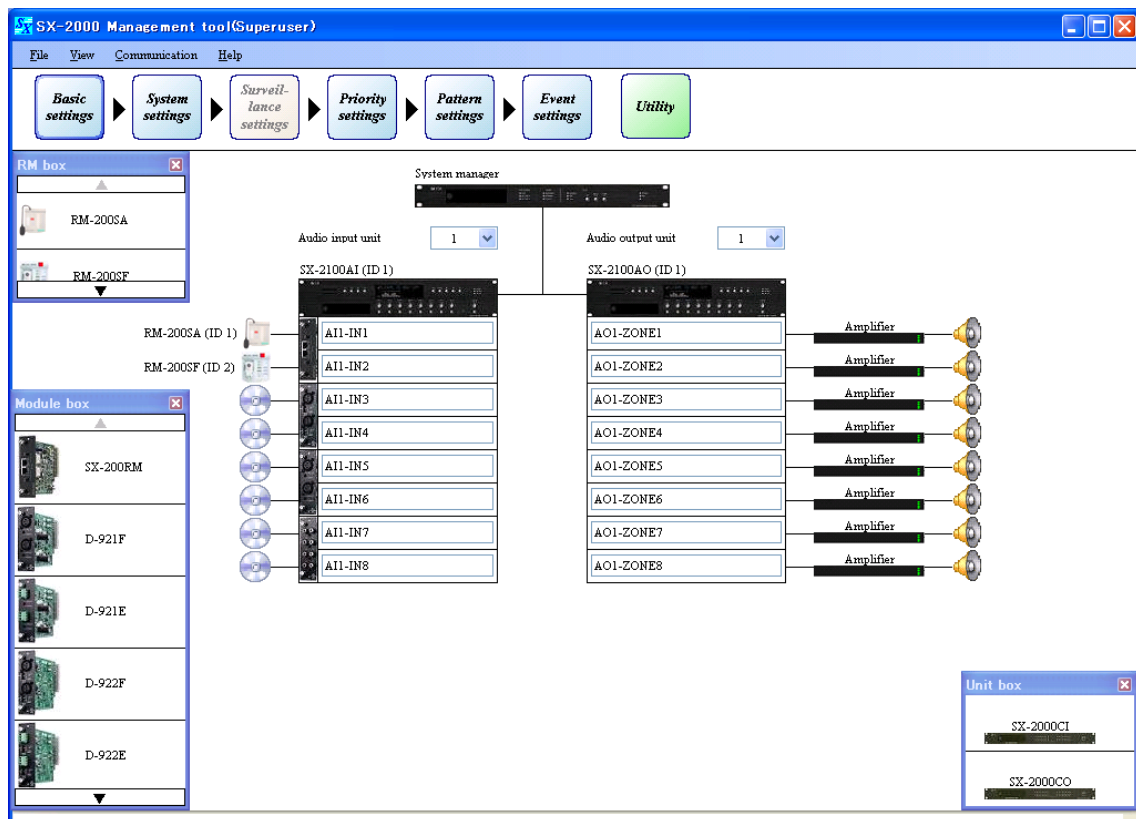 SX-2000 Management tool(Superuser)
File View Communication Help
Basic
settings
System
settings
Surveil-
lance
settings
Priority
settings
Pattern
settings
Event
settings
Utility
RM box
RM-200SA
RM-200SF
System manager
Audio input unit 1
Audio output unit 1
SX-2100AI (ID 1)
SX-2100AO (ID 1)
RM-200SA (ID 1)
RM-200SF (ID 2)
AI1-IN1
AI1-IN2
AI1-IN3
AI1-IN4
AI1-IN5
AI1-IN6
AI1-IN7
AI1-IN8
AO1-ZONE1
AO1-ZONE2
AO1-ZONE3
AO1-ZONE4
AO1-ZONE5
AO1-ZONE6
AO1-ZONE7
AO1-ZONE8
Amplifier
Amplifier
Amplifier
Amplifier
Amplifier
Amplifier
Amplifier
Amplifier
Module box
SX-200RM
D-921F
D-921E
D-922F
D-922E
Unit box
SX-2000CI
SX-2000CO